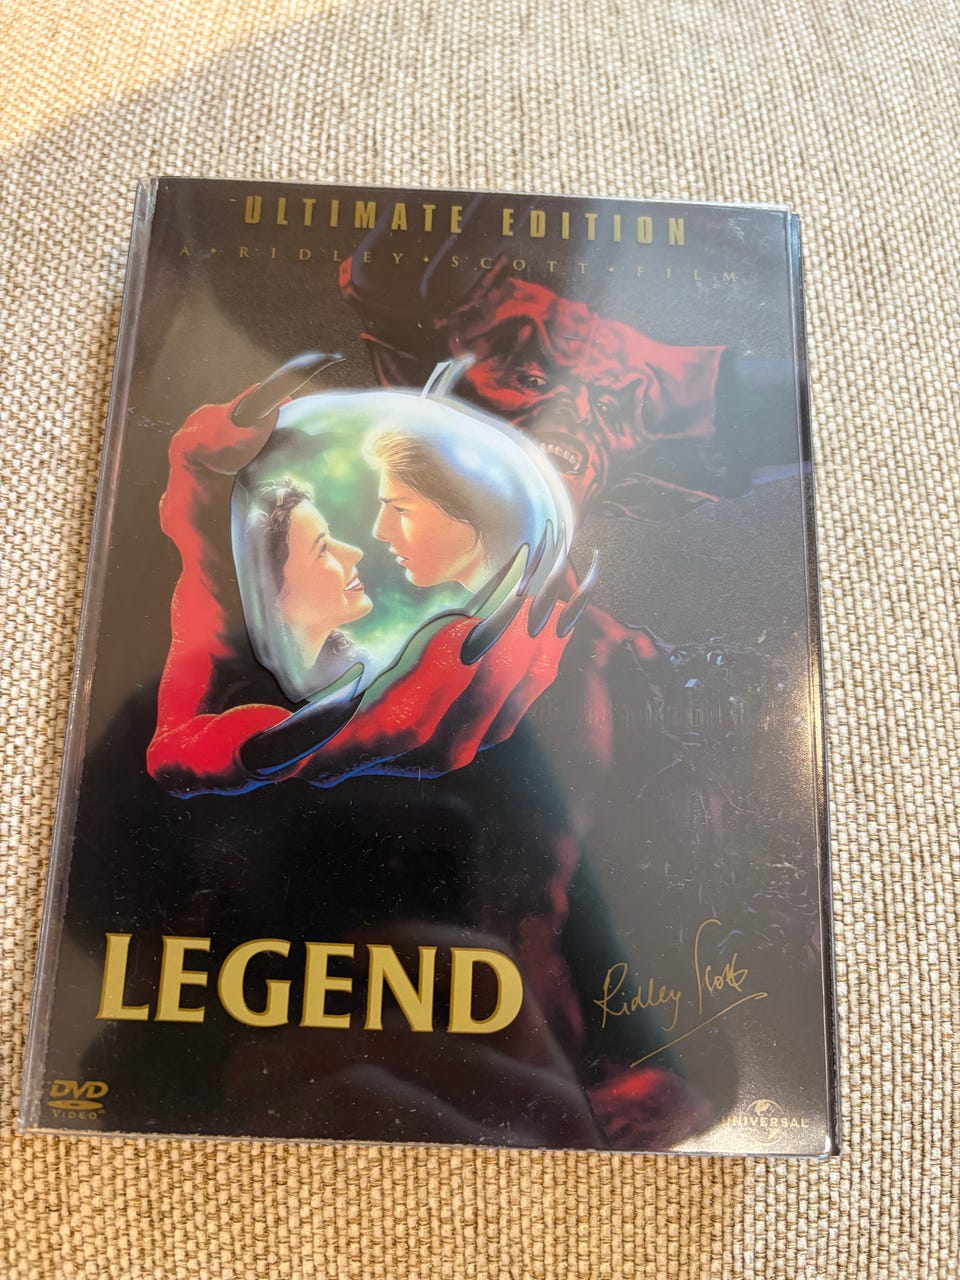 ULTIMATE EDITION
A • RIDLEY • SCOTT • FILM
LEGEND
Ridley Scott
DVD
VIDEO
UNIVERSAL